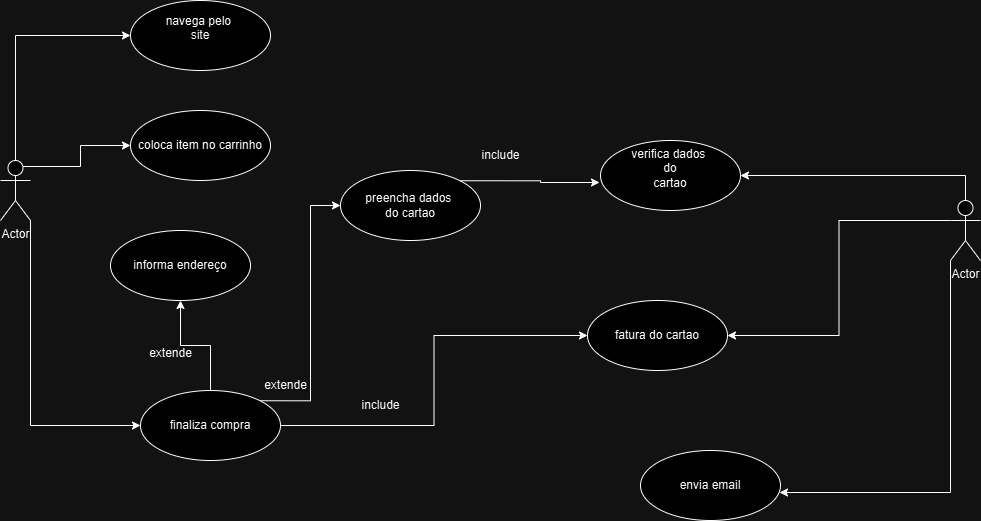 navega pelo
site
coloca item no carrinho
include
verifica dados
do
cartao
preencha dados
do cartao
Actor
informa endereço
Actor
fatura do cartao
extende
extende
include
finaliza compra
envia email